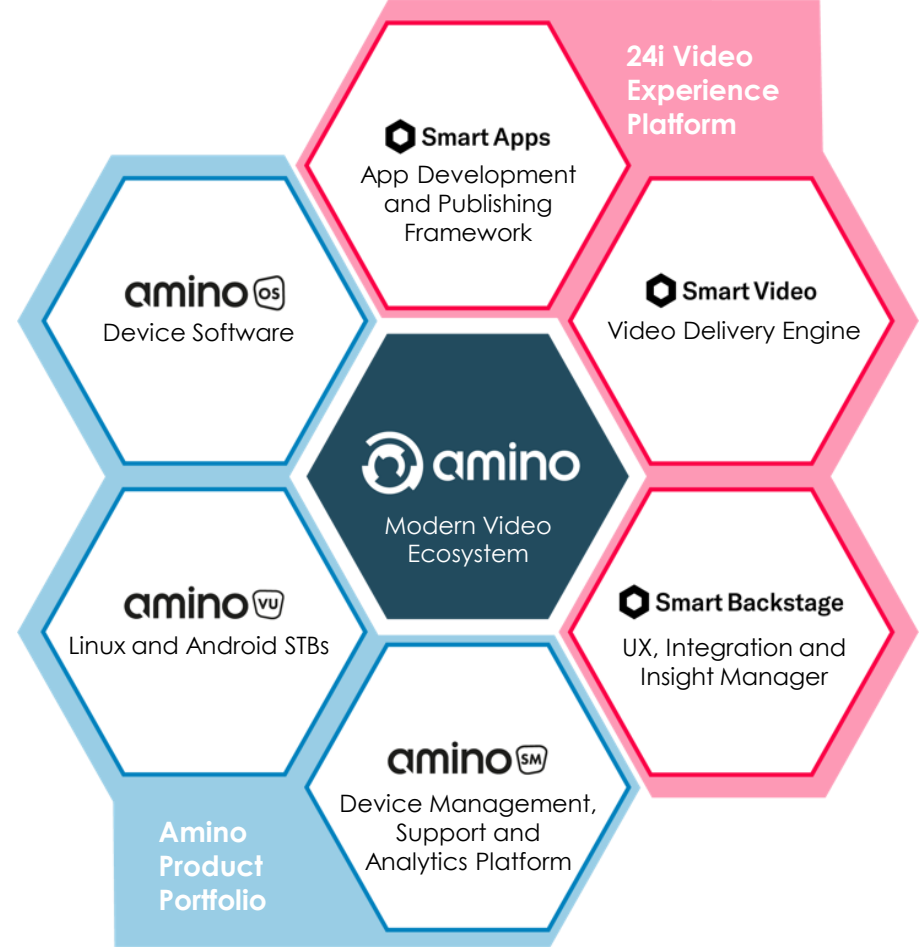 24i Video
Experience
Platform
Smart Apps
App Development
and Publishing
Framework
amino OS
Device Software
Smart Video
Video Delivery Engine
amino
Modern Video
Ecosystem
amino VU
Linux and Android STBs
Smart Backstage
UX, Integration and
Insight Manager
amino SM
Device Management,
Support and
Analytics Platform
Amino
Product
Portfolio